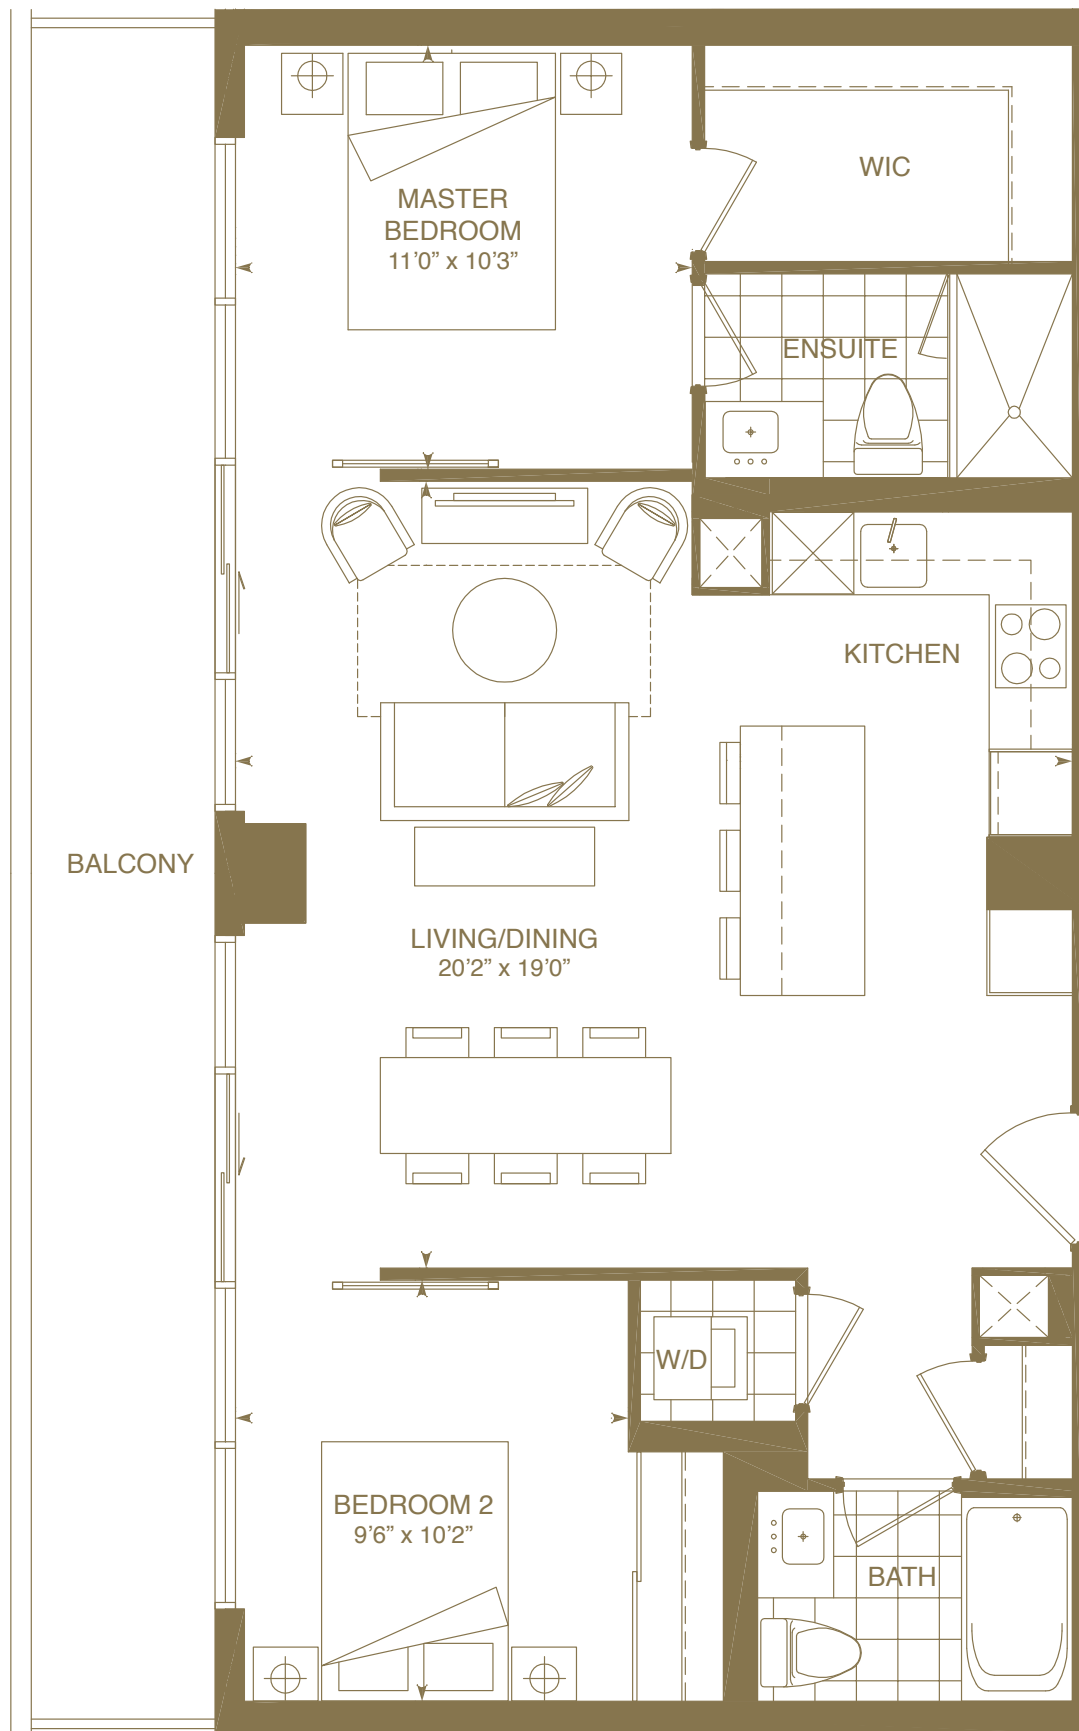 MASTER
BEDROOM
11’0” x 10’3”
WIC
ENSUITE
KITCHEN
BALCONY
LIVING/DINING
20’2” x 19’0”
W/D
BEDROOM 2
9’6” x 10’2”
BATH